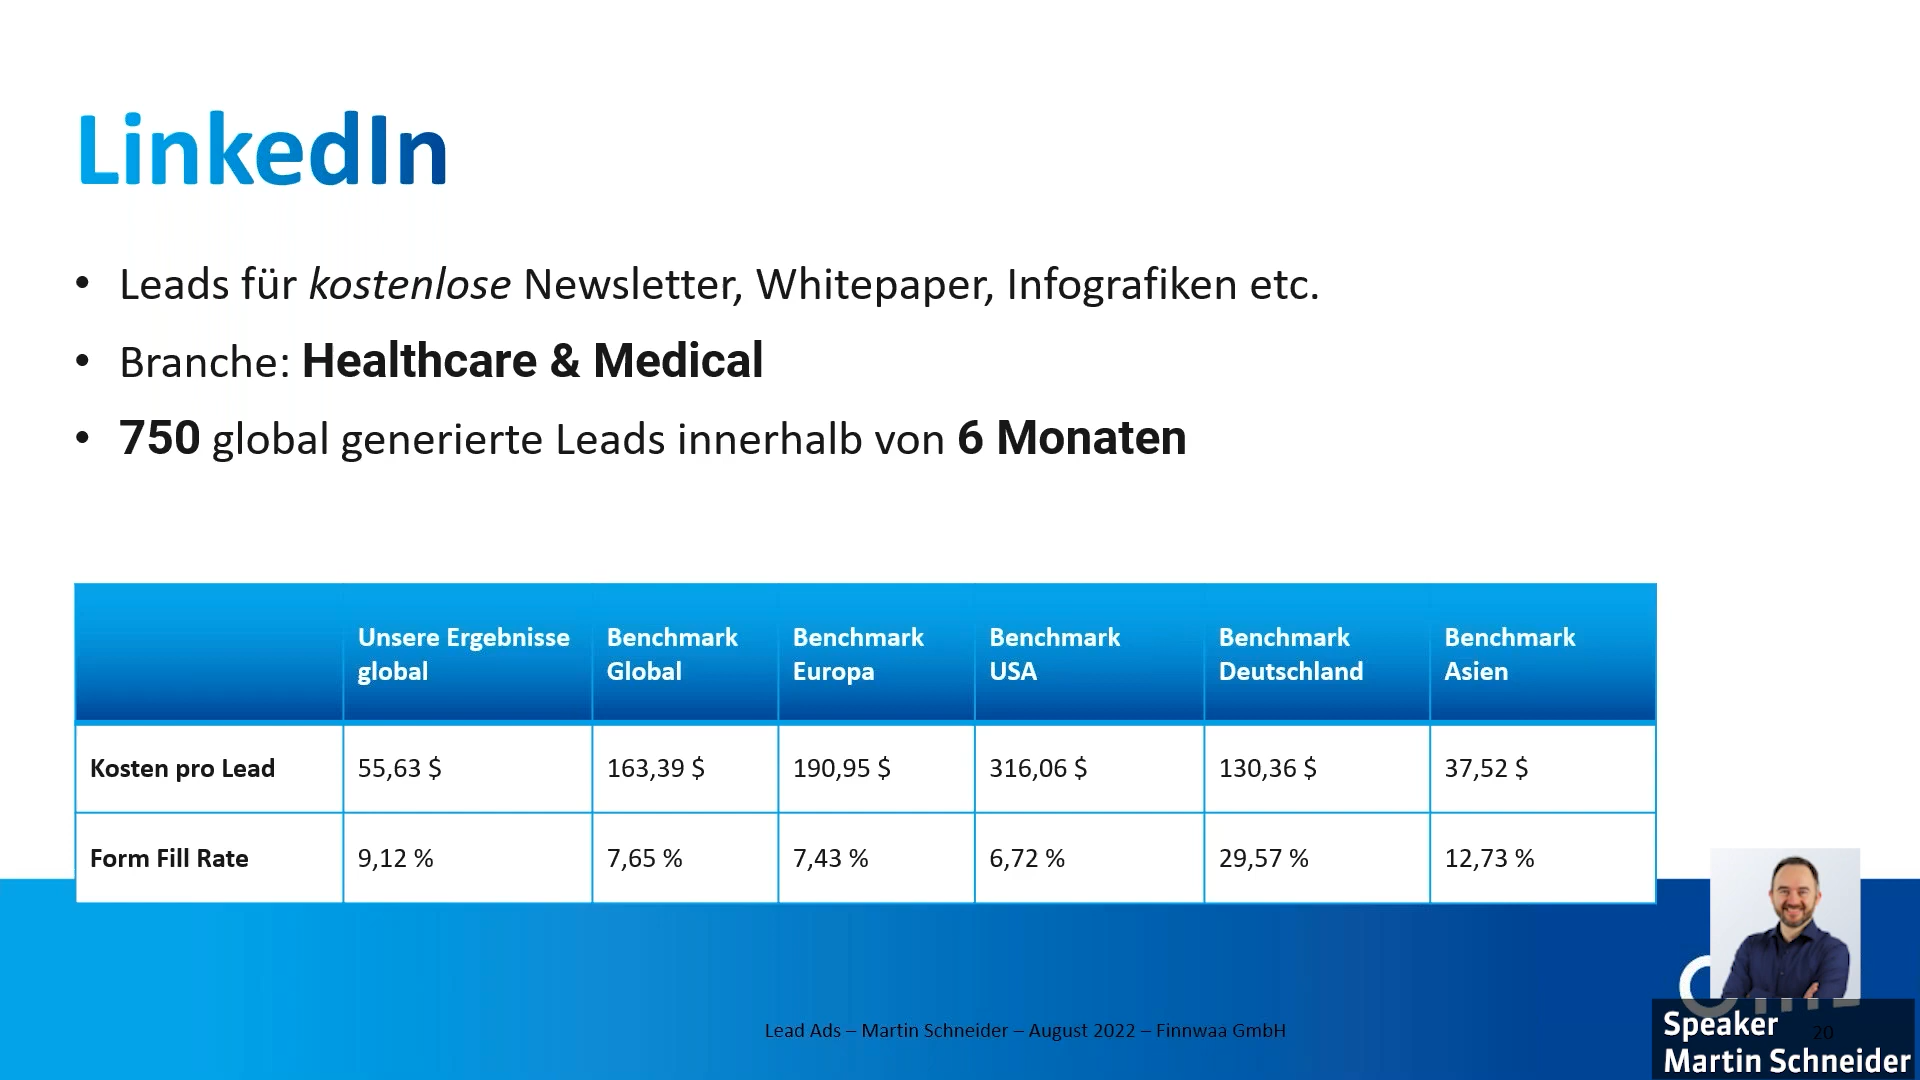 LinkedIn
• Leads für kostenlose Newsletter, Whitepaper, Infografiken etc.
• Branche: Healthcare & Medical
• 750 global generierte Leads innerhalb von 6 Monaten
Unsere Ergebnisse global Benchmark Global Benchmark Europa Benchmark USA Benchmark Deutschland Benchmark Asien
Kosten pro Lead 55,63 $ 163,39 $ 190,95 $ 316,06 $ 130,36 $ 37,52 $
Form Fill Rate 9,12 % 7,65 % 7,43 % 6,72 % 29,57 % 12,73 %
Lead Ads – Martin Schneider – August 2022 – Finnwaa GmbH
20
Speaker
Martin Schneider